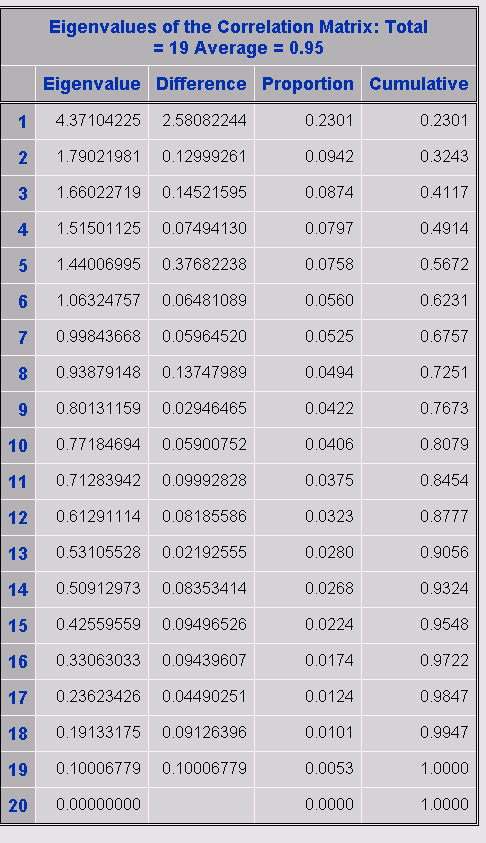 Eigenvalues of the Correlation Matrix: Total
= 19 Average = 0.95
Eigenvalue Difference Proportion Cumulative
1 4.37104225 2.58082244 0.2301 0.2301
2 1.79021981 0.12999261 0.0942 0.3243
3 1.66022719 0.14521595 0.0874 0.4117
4 1.51501125 0.07494130 0.0797 0.4914
5 1.44006995 0.37682238 0.0758 0.5672
6 1.06324757 0.06481089 0.0560 0.6231
7 0.99843668 0.05964520 0.0525 0.6757
8 0.93879148 0.13747989 0.0494 0.7251
9 0.80131159 0.02946465 0.0422 0.7673
10 0.77184694 0.05900752 0.0406 0.8079
11 0.71283942 0.09992828 0.0375 0.8454
12 0.61291114 0.08185586 0.0323 0.8777
13 0.53105528 0.02192555 0.0280 0.9056
14 0.50912973 0.08353414 0.0268 0.9324
15 0.42559559 0.09496526 0.0224 0.9548
16 0.33063033 0.09439607 0.0174 0.9722
17 0.23623426 0.04490251 0.0124 0.9847
18 0.19133175 0.09126396 0.0101 0.9947
19 0.10006779 0.10006779 0.0053 1.0000
20 0.00000000 0.0000 1.0000